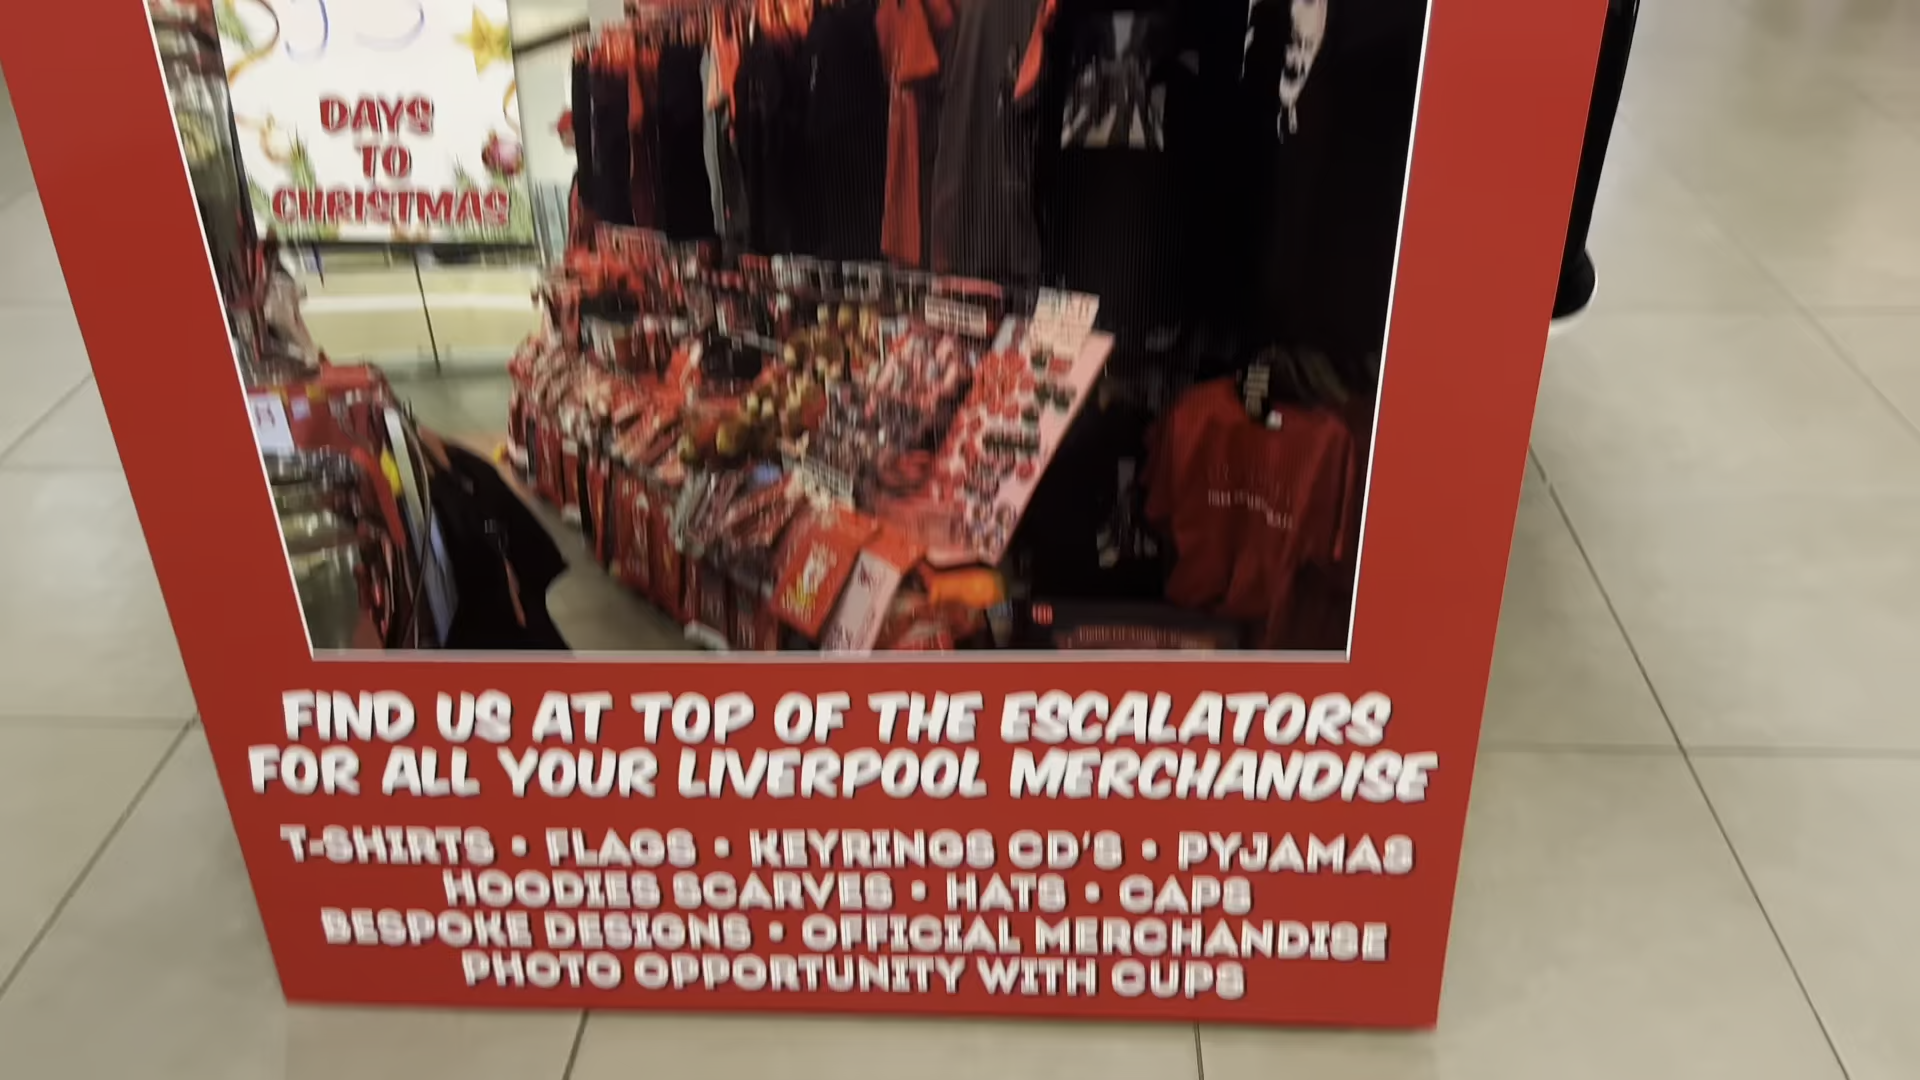 DAYS
TO
CHRISTMAS
FIND US AT TOP OF THE ESCALATORS
FOR ALL YOUR LIVERPOOL MERCHANDISE
T-SHIRTS • FLAGS • KEYRINGS CD'S • PYJAMAS
HOODIES SCARVES • HATS • CAPS
BESPOKE DESIGNS • OFFICIAL MERCHANDISE
PHOTO OPPORTUNITY WITH CUPS